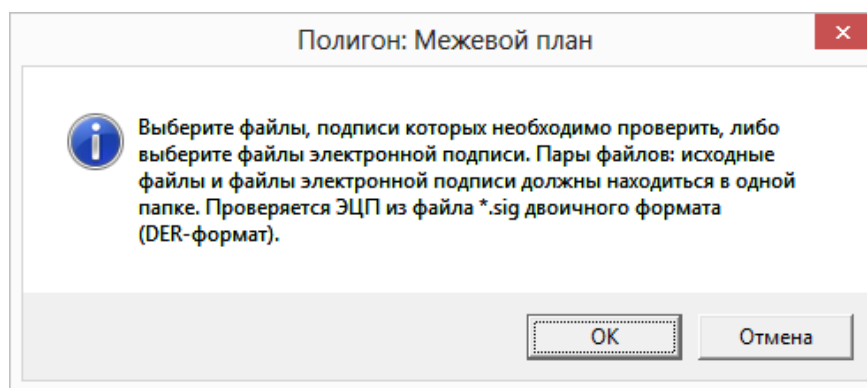 Полигон: Межевой план
Выберите файлы, подписи которых необходимо проверить, либо
выберите файлы электронной подписи. Пары файлов: исходные
файлы и файлы электронной подписи должны находиться в одной
папке. Проверяется ЭЦП из файла *.sig двоичного формата
(DER-формат).
ОК
Отмена